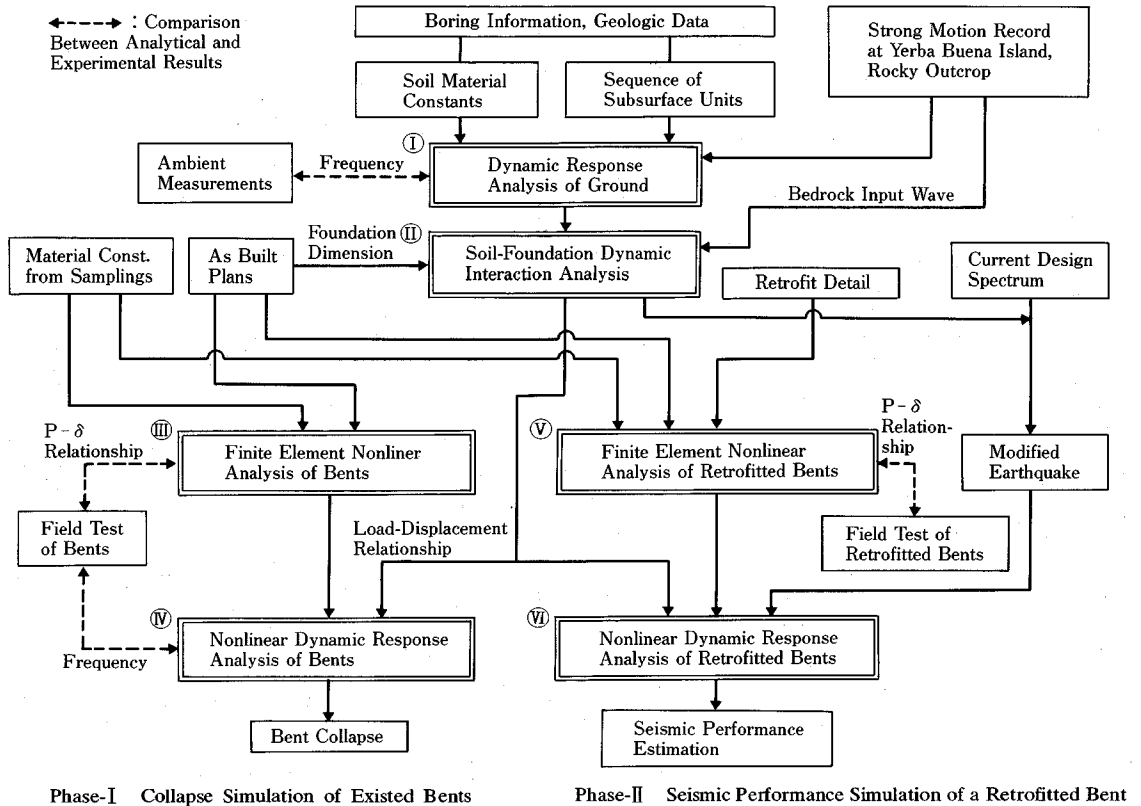 : Comparison
Between Analytical and
Experimental Results
Boring Information, Geologic Data
Strong Motion Record
at Yerba Buena Island,
Rocky Outcrop
Soil Material
Constants
Sequence of
Subsurface Units
Ⅰ
Ambient
Measurements
Frequency
Dynamic Response
Analysis of Ground
Bedrock Input Wave
Material Const.
from Samplings
As Built
Plans
Foundation
Dimension
Ⅱ
Soil-Foundation Dynamic
Interaction Analysis
Retrofit Detail
Current Design
Spectrum
P-δ
Relationship
Ⅲ
Finite Element Nonliner
Analysis of Bents
Ⅴ
Finite Element Nonlinear
Analysis of Retrofitted Bents
P-δ
Relation-
ship
Modified
Earthquake
Field Test
of Bents
Load-Displacement
Relationship
Field Test of
Retrofitted Bents
Ⅳ
Nonlinear Dynamic Response
Analysis of Bents
Frequency
Ⅵ
Nonlinear Dynamic Response
Analysis of Retrofitted Bents
Bent Collapse
Seismic Performance
Estimation
Phase-Ⅰ Collapse Simulation of Existed Bents
Phase-Ⅱ Seismic Performance Simulation of a Retrofitted Bent